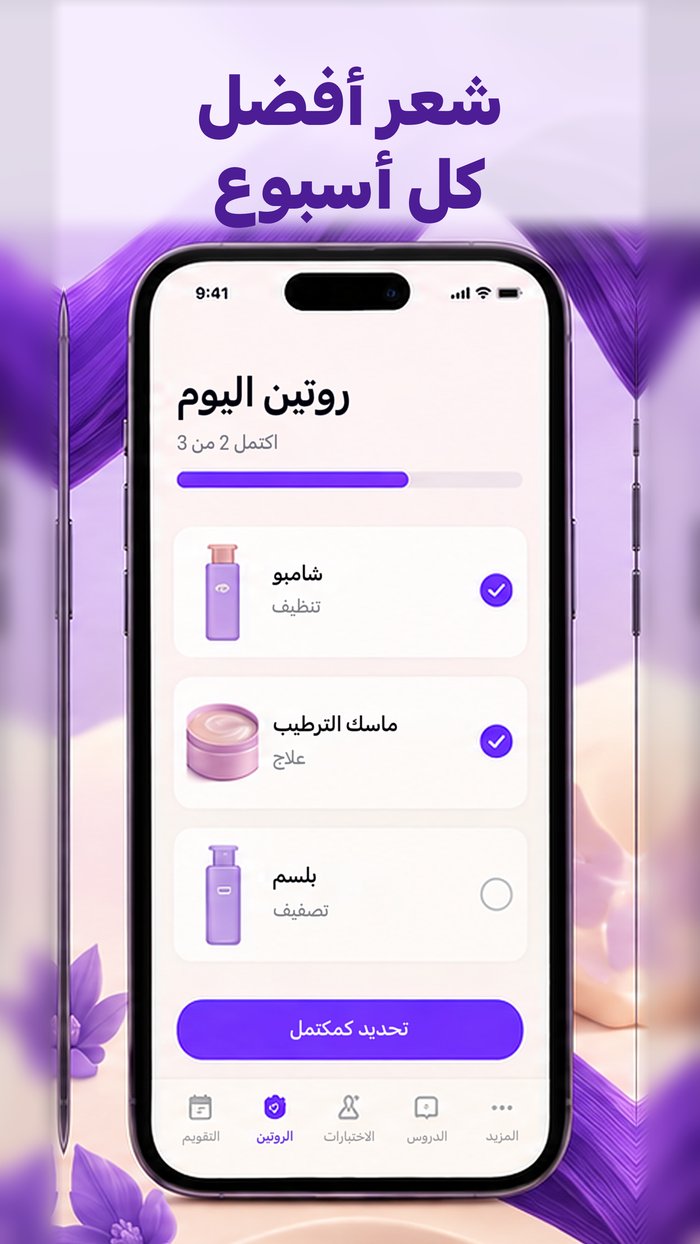 شعر أفضل
كل أسبوع
9:41
روتين اليوم
اكتمل 2 من 3
شامبو
تنظيف
ماسك الترطيب
علاج
بلسم
تصفيف
تحديد كمكتمل
المزيد
الدروس
الاختبارات
الروتين
التقويم